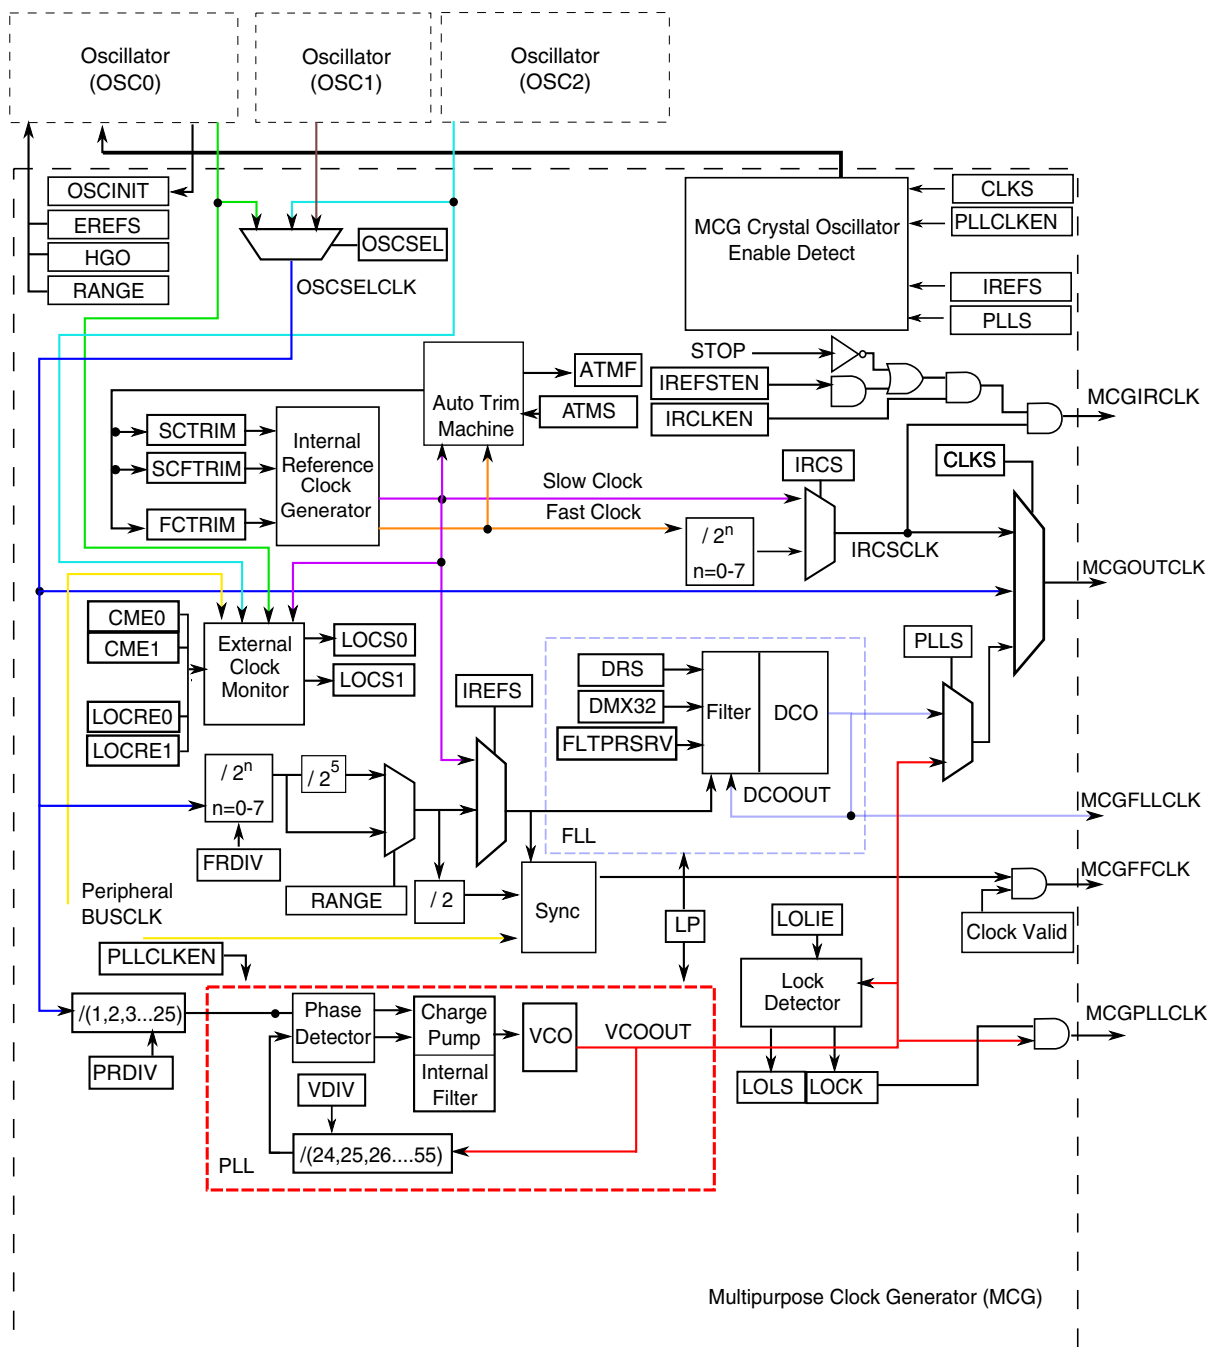 Oscillator
(OSC0)
Oscillator
(OSC1)
Oscillator
(OSC2)
OSCINIT
EREFS
HGO
RANGE
OSCSEL
OSCSELCLK
MCG Crystal Oscillator
Enable Detect
CLKS
PLLCLKEN
IREFS
PLLS
STOP
IREFSTEN
IRCLKEN
MCGIRCLK
Auto Trim
Machine
ATMF
ATMS
SCTRIM
SCFTRIM
FCTRIM
Internal
Reference
Clock
Generator
Slow Clock
Fast Clock
/ 2n
n=0-7
IRCS
IRCSCLK
CLKS
MCGOUTCLK
CME0
CME1
LOCRE0
LOCRE1
External
Clock
Monitor
LOCS0
LOCS1
IREFS
DRS
DMX32
FLTPRSRV
Filter
DCO
DCOOUT
FLL
PLLS
MCGFLLCLK
/ 2n
n=0-7
/ 25
FRDIV
RANGE
/ 2
Sync
Peripheral
BUSCLK
LP
MCGFFCLK
Clock Valid
PLLCLKEN
LOLIE
Lock
Detector
LOLS
LOCK
MCGPLLCLK
/(1,2,3...25)
PRDIV
Phase
Detector
Charge
Pump
Internal
Filter
VCO
VCOOUT
VDIV
/(24,25,26....55)
PLL
Multipurpose Clock Generator (MCG)